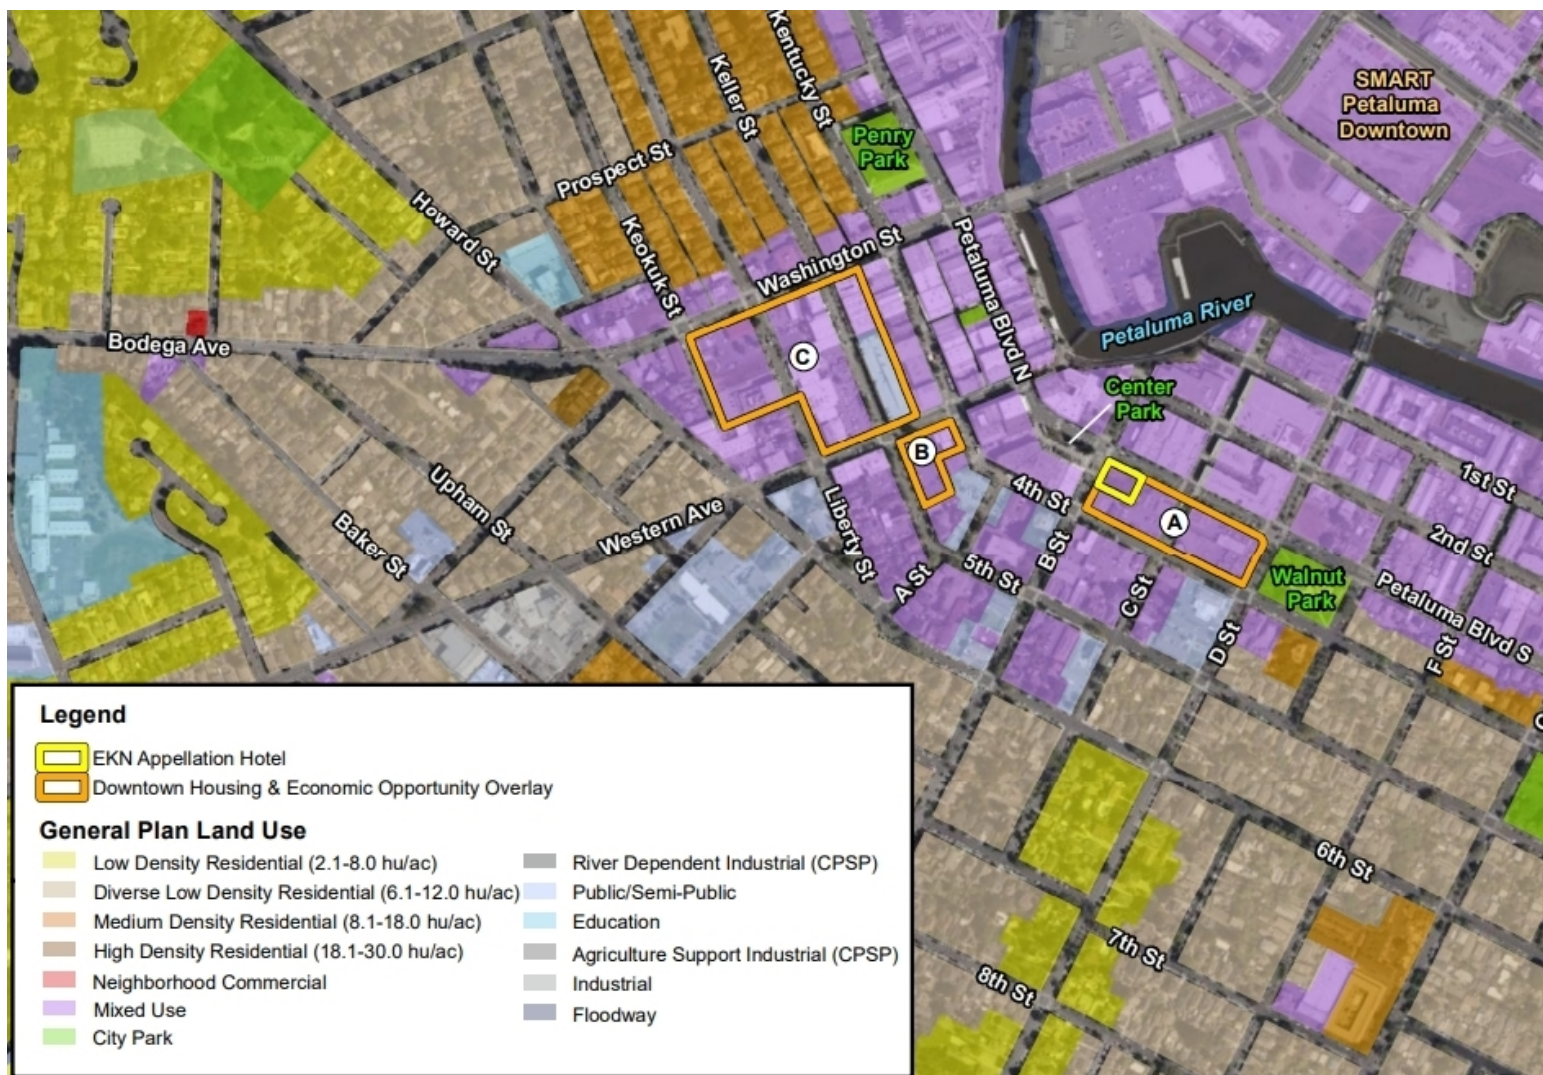 Kentucky St
Keller St
SMART
Petaluma
Downtown
Penry
Park
Prospect St
Howard St
Keokuk St
Washington St
Petaluma Blvd N
Petaluma River
Bodega Ave
C
Center
Park
B
4th St
A
1st St
2nd St
Upham St
Baker St
Western Ave
Liberty St
A St
5th St
B St
C St
D St
Walnut
Park
Petaluma Blvd S
F St
6th St
7th St
8th St
Legend
EKN Appellation Hotel
Downtown Housing & Economic Opportunity Overlay
General Plan Land Use
Low Density Residential (2.1-8.0 hu/ac)
Diverse Low Density Residential (6.1-12.0 hu/ac)
Medium Density Residential (8.1-18.0 hu/ac)
High Density Residential (18.1-30.0 hu/ac)
Neighborhood Commercial
Mixed Use
City Park
River Dependent Industrial (CPSP)
Public/Semi-Public
Education
Agriculture Support Industrial (CPSP)
Industrial
Floodway